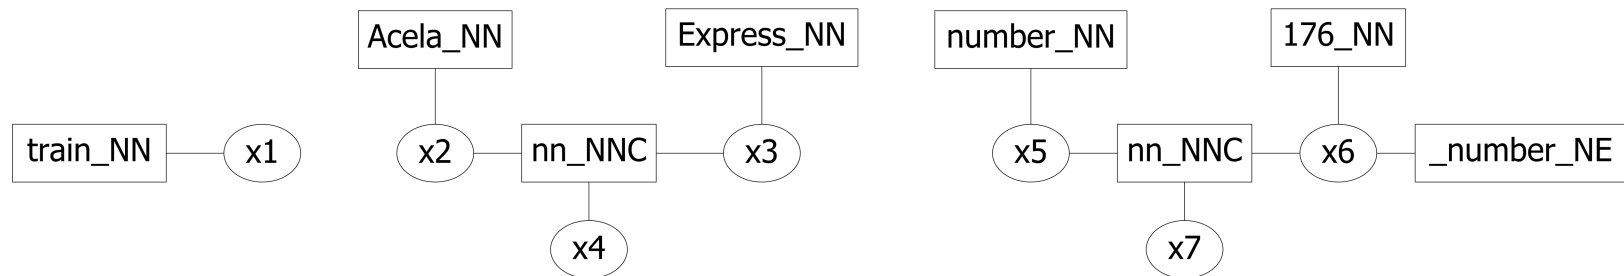 Acela_NN
Express_NN
number_NN
176_NN
train_NN
x1
x2
nn_NNC
x3
x5
nn_NNC
x6
_number_NE
x4
x7